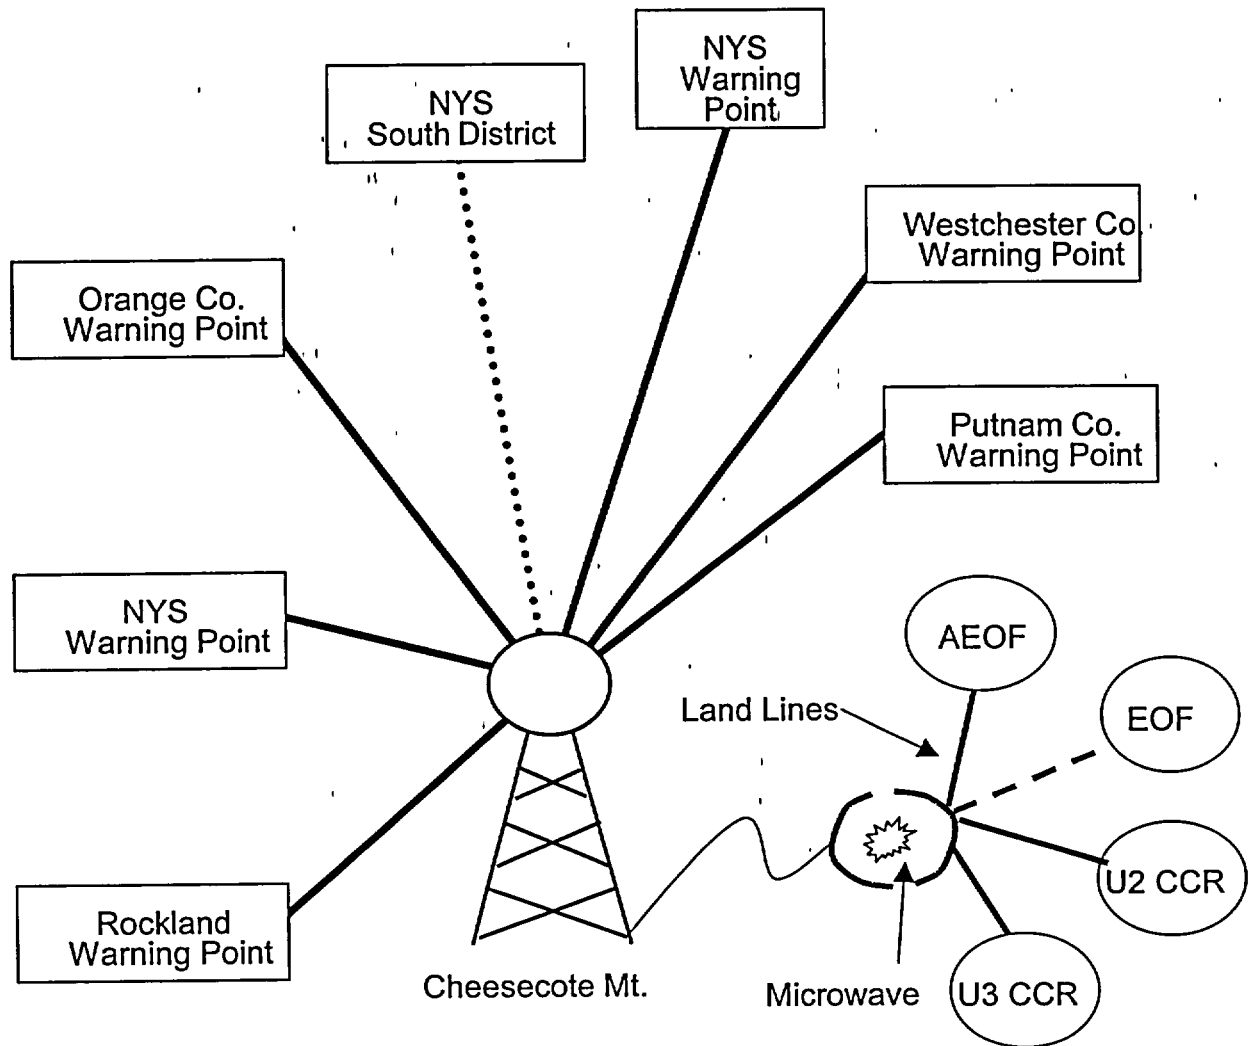 NYS
Warning
Point
NYS
South District
Westchester Co.
Warning Point
Orange Co.
Warning Point
Putnam Co.
Warning Point
NYS
Warning Point
AEOF
Land Lines
EOF
U2 CCR
Rockland
Warning Point
Cheesecote Mt.
Microwave
U3 CCR